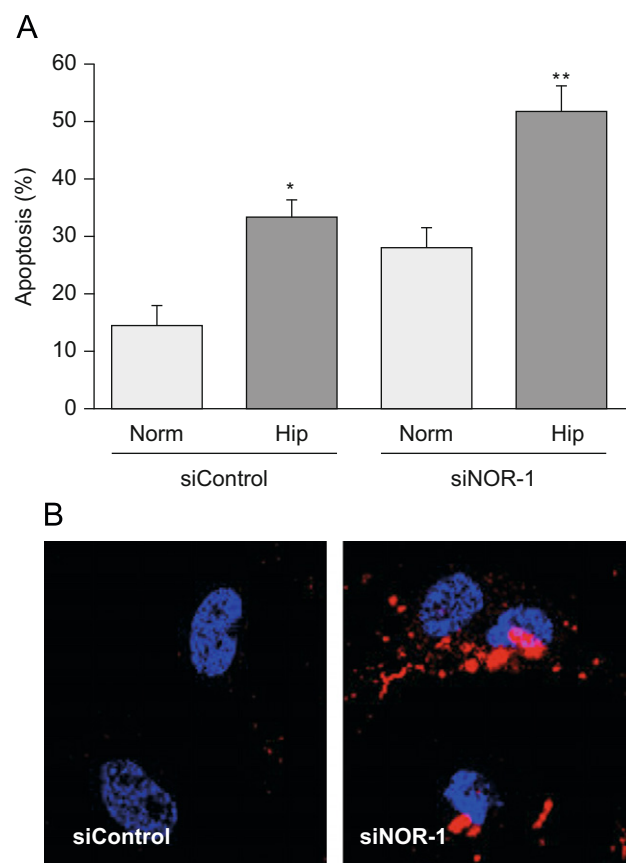 A
Apoptosis (%)
60
50
40
30
20
10
0
*
**
Norm Hip Norm Hip
siControl siNOR-1
B
siControl siNOR-1